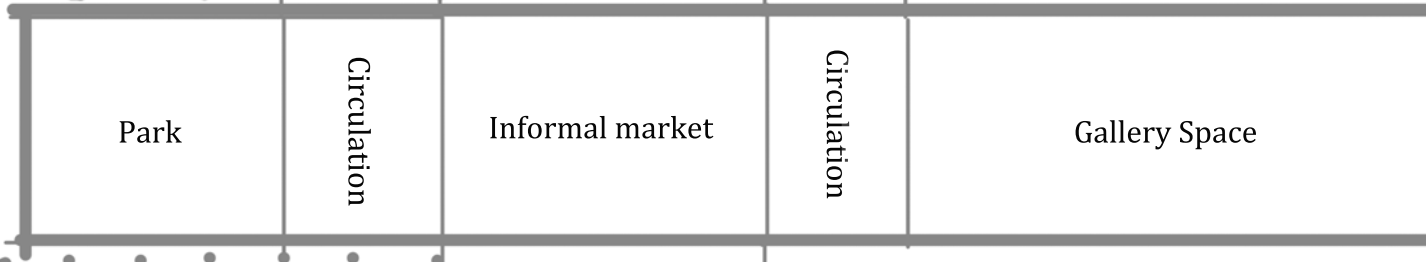 Park
Circulation
Informal market
Circulation
Gallery Space